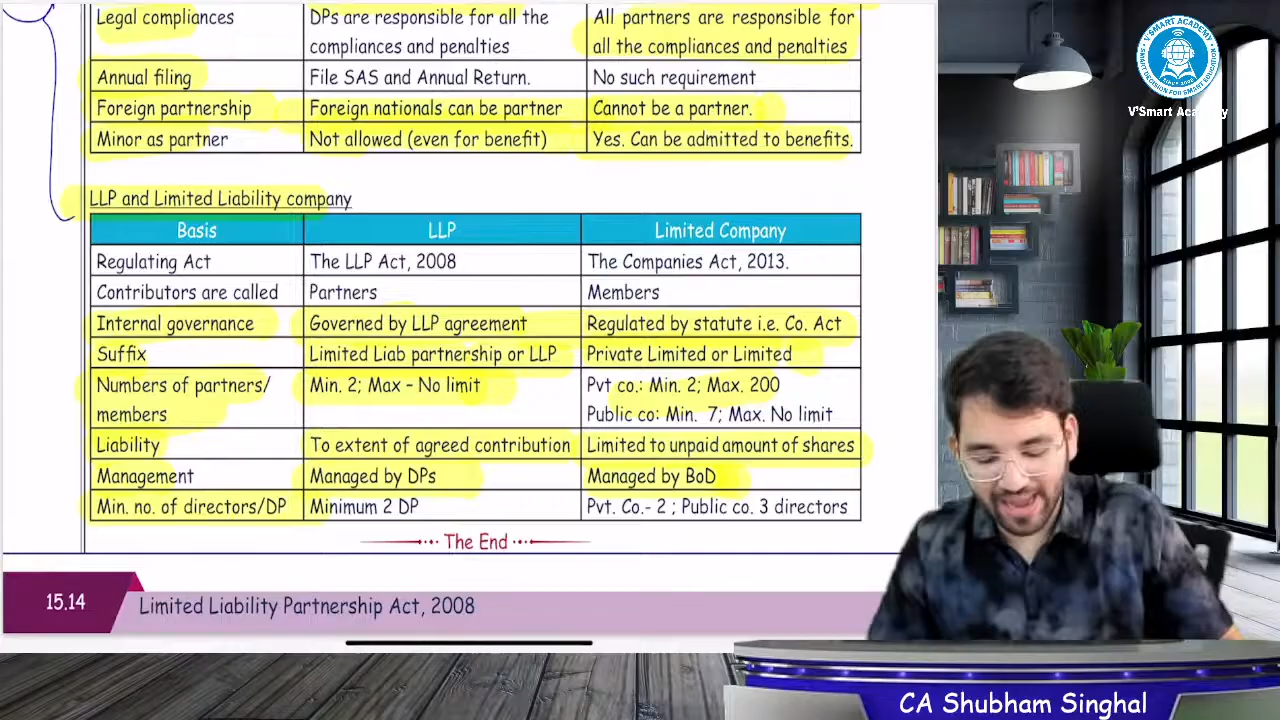 Legal compliances DPs are responsible for all the All partners are responsible for
compliances and penalties all the compliances and penalties
Annual filing File SAS and Annual Return. No such requirement
Foreign partnership Foreign nationals can be partner Cannot be a partner.
Minor as partner Not allowed (even for benefit) Yes. Can be admitted to benefits.
LLP and Limited Liability company
Basis LLP Limited Company
Regulating Act The LLP Act, 2008 The Companies Act, 2013.
Contributors are called Partners Members
Internal governance Governed by LLP agreement Regulated by statute i.e. Co. Act
Suffix Limited Liab partnership or LLP Private Limited or Limited
Numbers of partners/ Min. 2; Max – No limit Pvt co.: Min. 2; Max. 200
members Public co: Min. 7; Max. No limit
Liability To extent of agreed contribution Limited to unpaid amount of shares
Management Managed by DPs Managed by BoD
Min. no. of directors/DP Minimum 2 DP Pvt. Co.- 2 ; Public co. 3 directors
The End
15.14 Limited Liability Partnership Act, 2008
V'SMART ACADEMY
SMART DECISION FOR SMART EDUCATION
V'Smart Academy
CA Shubham Singhal